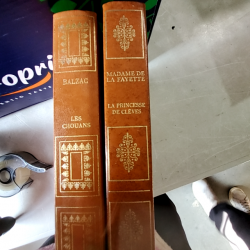 BALZAC
LES
CHOUANS
MADAME DE
LA FAYETTE
LA PRINCESSE
DE CLÈVES
opri